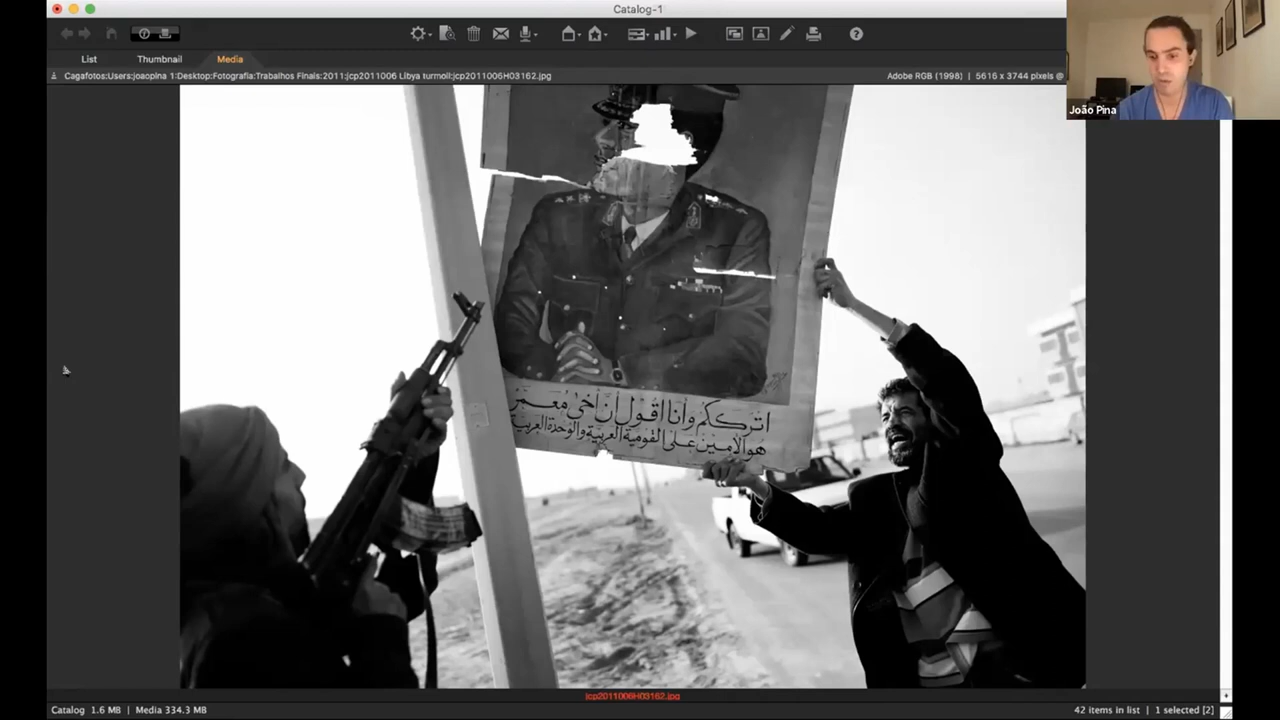 Catalog-1
List
Thumbnail
Media
Cagafotos:Users:joaopina 1:Desktop:Fotografia:Trabalhos Finais:2011:jcp2011006 Libya turmoil:jcp2011006H03162.jpg
Adobe RGB (1998) | 5616 x 3744 pixels @
João Pina
اترككم وانا اقول ان أخي معمر
هو الأمين على القومية العربية والوحدة العربية
jcp2011006H03162.jpg
Catalog 1.6 MB | Media 334.3 MB
42 items in list | 1 selected [2]